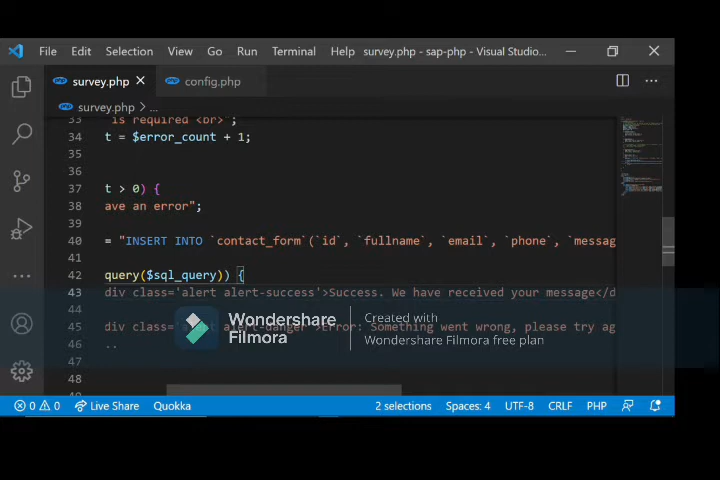 File Edit Selection View Go Run Terminal Help survey.php - sap-php - Visual Studio...
survey.php config.php
survey.php > ...
33 is required <br>";
34 t = $error_count + 1;
35
36
37 t > 0) {
38 ave an error";
39
40 = "INSERT INTO `contact_form`(`id`, `fullname`, `email`, `phone`, `messag
41
42 query($sql_query)) {
43 div class='alert alert-success'>Success. We have received your message</d
44
45 div class='alert alert-danger'>Error: Something went wrong, please try ag
46 ..
47
48
Wondershare
Filmora
Created with
Wondershare Filmora free plan
0 0 Live Share Quokka 2 selections Spaces: 4 UTF-8 CRLF PHP